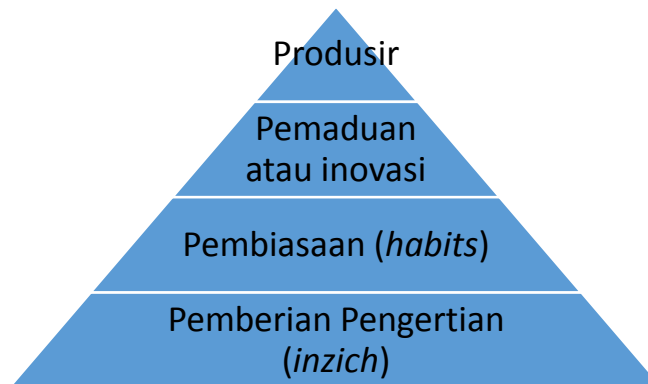 Produsir
Pemaduan
atau inovasi
Pembiasaan (habits)
Pemberian Pengertian
(inzich)